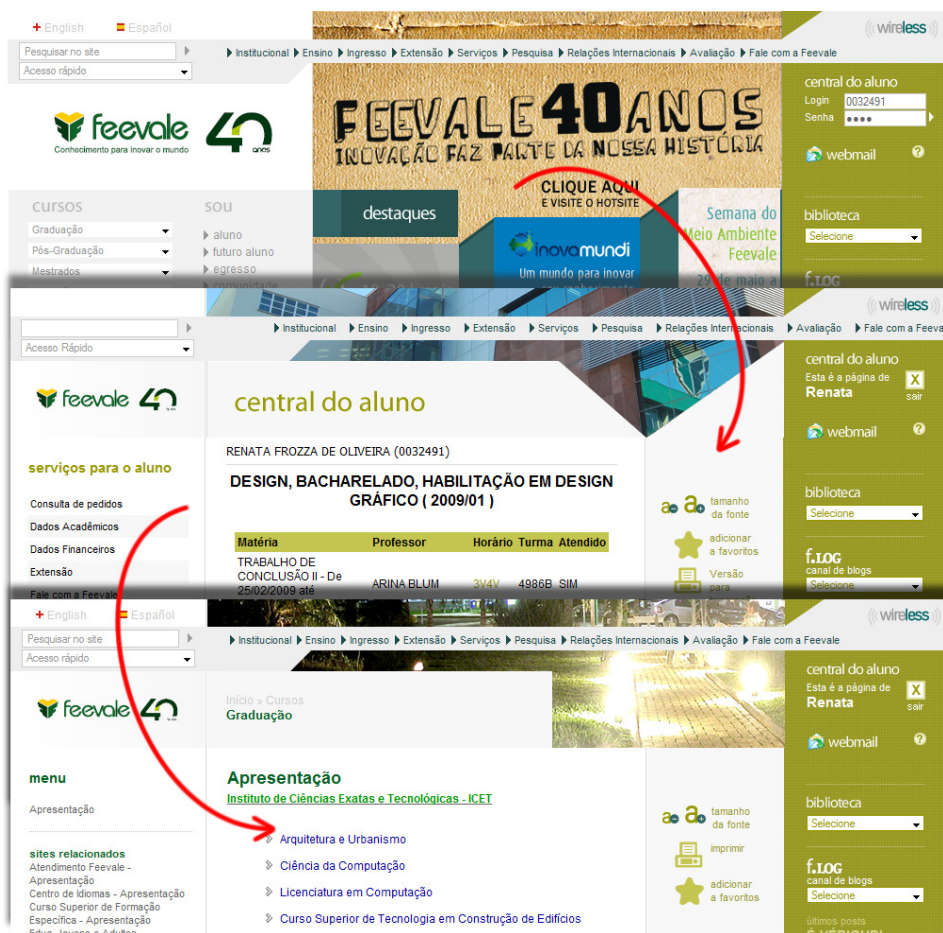 English Español
wireless
Pesquisar no site
Institucional Ensino Ingresso Extensão Serviços Pesquisa Relações Internacionais Avaliação Fale com a Feevale
Acesso rápido
feevale 40 anos
Conhecimento para inovar o mundo
FEEVALE 40 ANOS
INOVAÇÃO FAZ PARTE DA NOSSA HISTÓRIA
CLIQUE AQUI
E VISITE O HOTSITE
central do aluno
Login 0032491
Senha
webmail ?
biblioteca
Selecione
f.LOG
cursos
Graduação
Pós-Graduação
Mestrados
sou
aluno
futuro aluno
egresso
comunidade
destaques
inovamundi
Um mundo para inovar
Semana do
Meio Ambiente
Feevale
29 de maio a
wireless
Institucional Ensino Ingresso Extensão Serviços Pesquisa Relações Internacionais Avaliação Fale com a Feeva
Acesso Rápido
feevale 40
central do aluno
central do aluno
Esta é a página de
Renata
X
sair
webmail ?
biblioteca
Selecione
f.LOG
canal de blogs
Selecione
serviços para o aluno
Consulta de pedidos
Dados Acadêmicos
Dados Financeiros
Extensão
Fale com a Feevale
RENATA FROZZA DE OLIVEIRA (0032491)
DESIGN, BACHARELADO, HABILITAÇÃO EM DESIGN
GRÁFICO ( 2009/01 )
Matéria Professor Horário Turma Atendido
TRABALHO DE
CONCLUSÃO II - De
25/02/2009 até
ARINA BLUM 3V4V 4986B SIM
a a tamanho
da fonte
adicionar
a favoritos
Versão
para
English Español
wireless
Pesquisar no site
Institucional Ensino Ingresso Extensão Serviços Pesquisa Relações Internacionais Avaliação Fale com a Feevale
Acesso rápido
feevale 40
Início » Cursos
Graduação
central do aluno
Esta é a página de
Renata
X
sair
webmail ?
biblioteca
Selecione
f.LOG
canal de blogs
Selecione
últimos posts
menu
Apresentação
sites relacionados
Atendimento Feevale -
Apresentação
Centro de Idiomas - Apresentação
Curso Superior de Formação
Específica - Apresentação
Apresentação
Instituto de Ciências Exatas e Tecnológicas - ICET
Arquitetura e Urbanismo
Ciência da Computação
Licenciatura em Computação
Curso Superior de Tecnologia em Construção de Edifícios
a a tamanho
da fonte
imprimir
adicionar
a favoritos